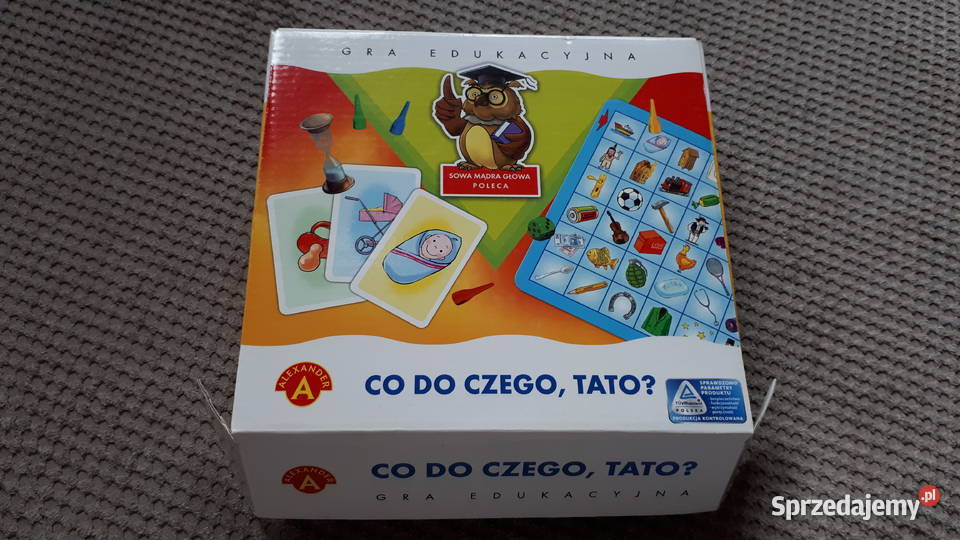 GRA EDUKACYJNA
SOWA MĄDRA GŁOWA
POLECA
ALEXANDER
A
CO DO CZEGO, TATO?
SPRAWDZONO
PARAMETRY
PRODUKTU
POLSKA
PRODUKCJA KONTROLOWANA
ALEXANDER
A
CO DO CZEGO, TATO?
GRA EDUKACYJNA
Sprzedajemy.pl